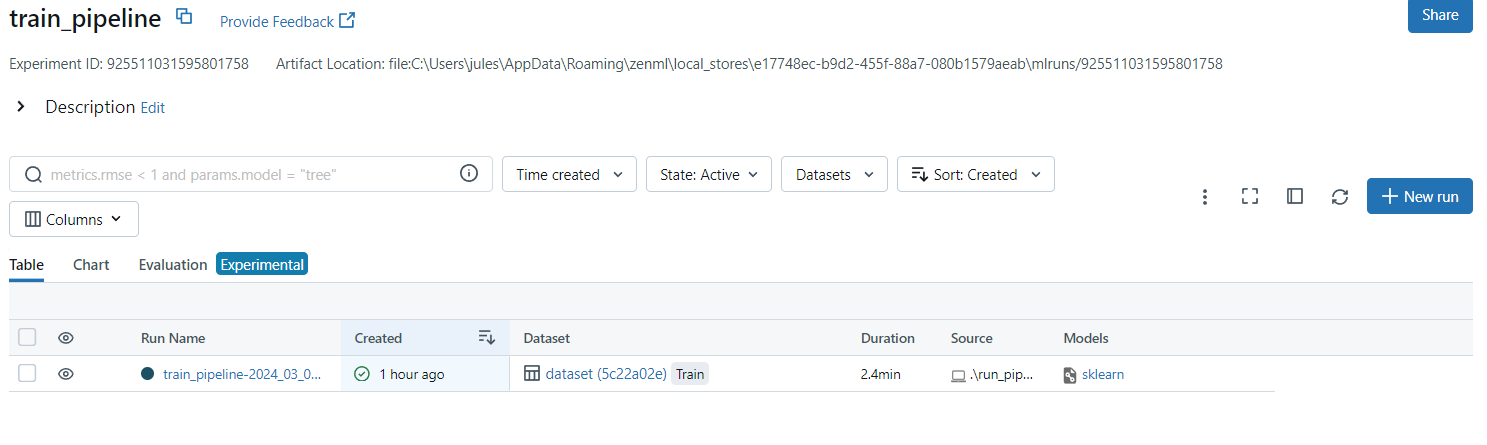 train_pipeline Provide Feedback Share
Experiment ID: 925511031595801758 Artifact Location: file:C:\Users\jules\AppData\Roaming\zenml\local_stores\e17748ec-b9d2-455f-88a7-080b1579aeab\mlruns/925511031595801758
Description Edit
metrics.rmse < 1 and params.model = "tree" Time created State: Active Datasets Sort: Created
New run
Columns
Table Chart Evaluation Experimental
Run Name Created Dataset Duration Source Models
train_pipeline-2024_03_0... 1 hour ago dataset (5c22a02e) Train 2.4min .\run_pip... sklearn